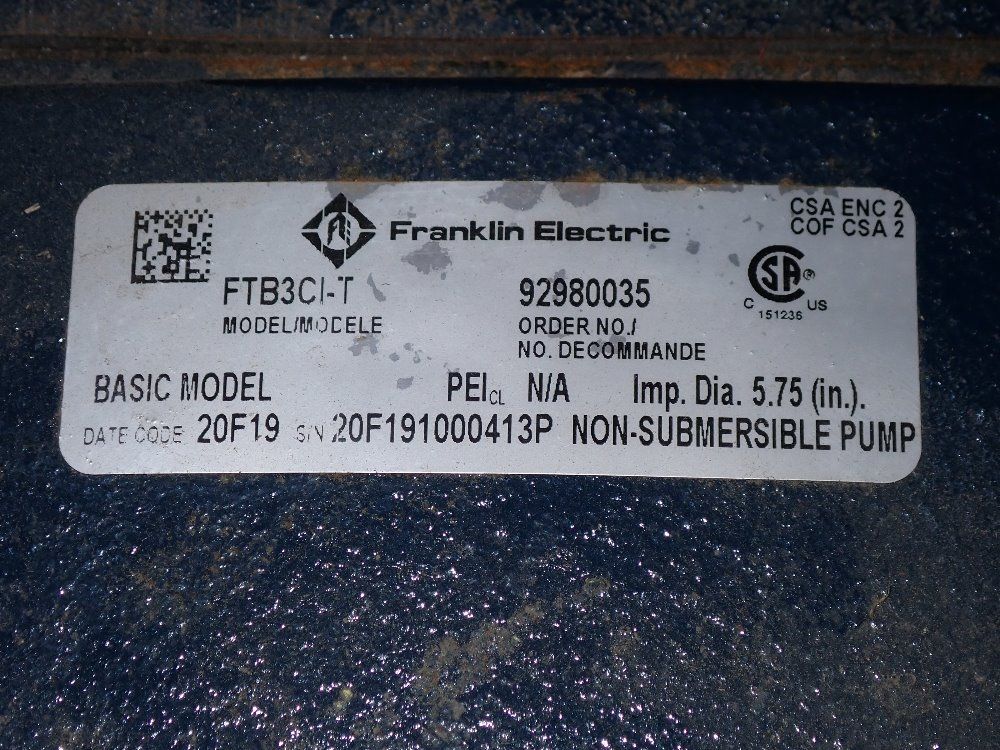 Franklin Electric
CSA ENC 2
COF CSA 2
FTB3CI-T
92980035
CSA®
C US
151236
MODEL/MODELE
ORDER NO./
NO. DECOMMANDE
BASIC MODEL PEICL N/A Imp. Dia. 5.75 (in.).
DATE CODE 20F19 S/N 20F191000413P NON-SUBMERSIBLE PUMP